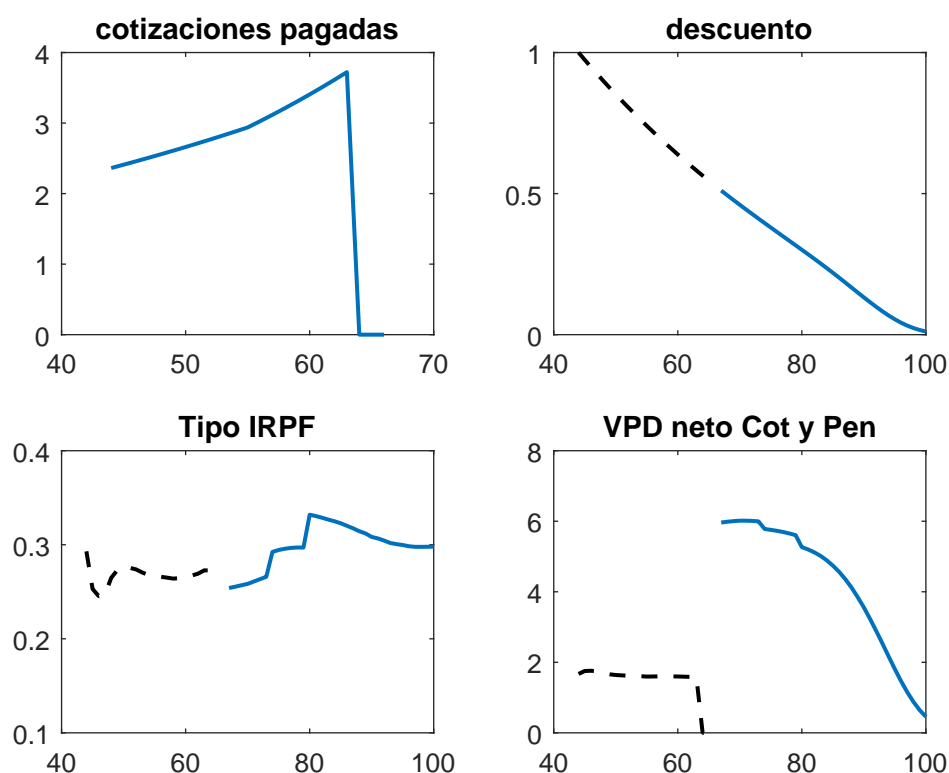 cotizaciones pagadas
4
3
2
1
0
40 50 60 70
descuento
1
0.5
0
40 60 80 100
Tipo IRPF
0.4
0.3
0.2
0.1
40 60 80 100
VPD neto Cot y Pen
8
6
4
2
0
40 60 80 100